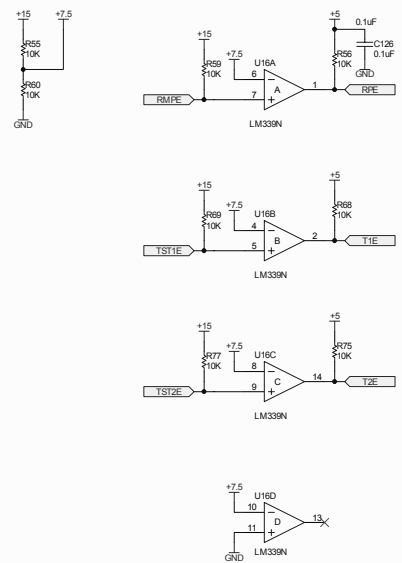 +15
+7.5
R55
10K
R60
10K
GND
+15
R59
10K
+7.5
U16A
6
7
A
1
RMPE
LM339N
+5
0.1uF
R56
10K
C126
0.1uF
GND
RPE
+15
R69
10K
+7.5
U16B
4
5
B
2
TST1E
LM339N
+5
R68
10K
T1E
+15
R77
10K
+7.5
U16C
8
9
C
14
TST2E
LM339N
+5
R75
10K
T2E
+7.5
U16D
10
11
D
13
GND
LM339N